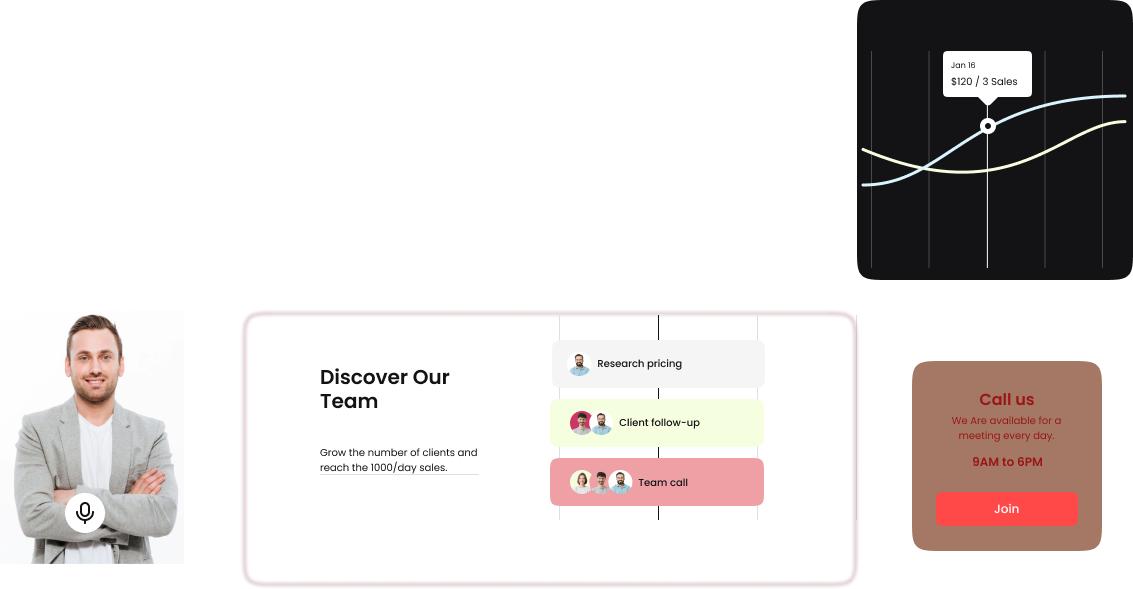 Jan 16
$120 / 3 Sales
Discover Our
Team
Grow the number of clients and
reach the 1000/day sales.
Research pricing
Client follow-up
Team call
Call us
We Are available for a
meeting every day.
9AM to 6PM
Join